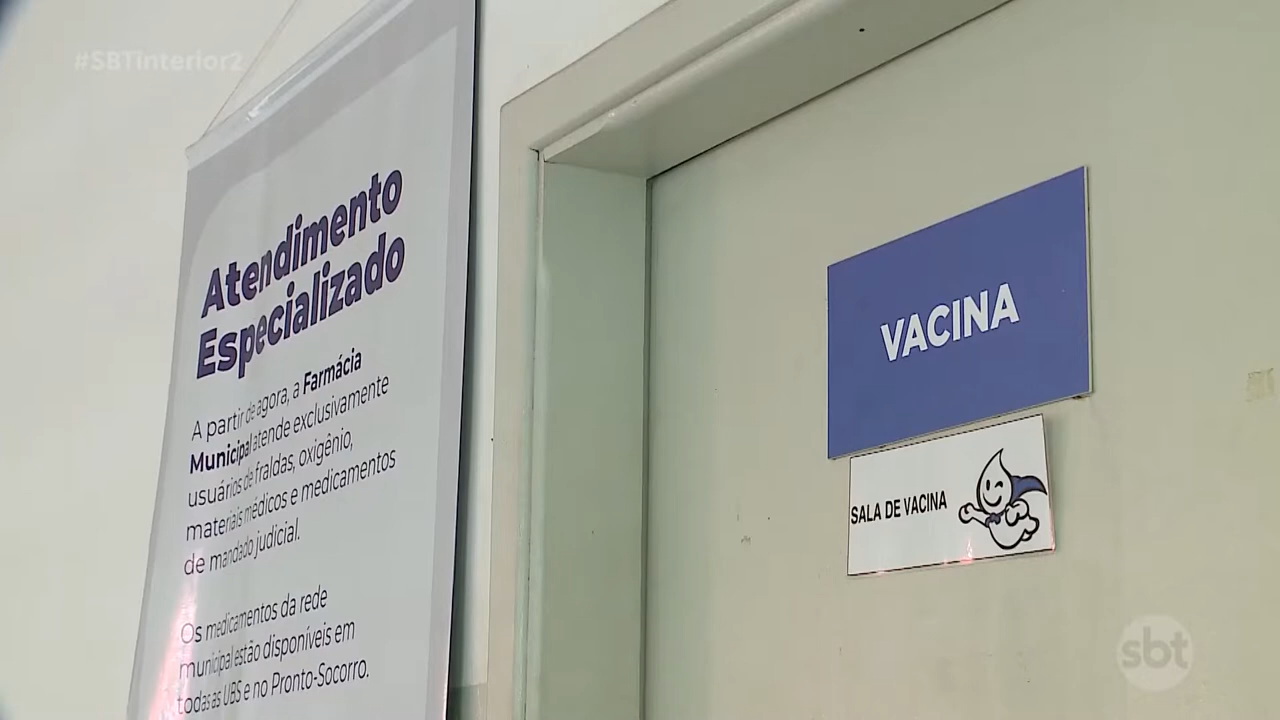 #SBTinterior2
Atendimento
Especializado
A partir de agora, a Farmácia
Municipal atende exclusivamente
usuários de fraldas, oxigênio,
materiais médicos e medicamentos
de mandado judicial.
Os medicamentos da rede
municipal estão disponíveis em
todas as UBS e no Pronto-Socorro.
VACINA
SALA DE VACINA
sbt